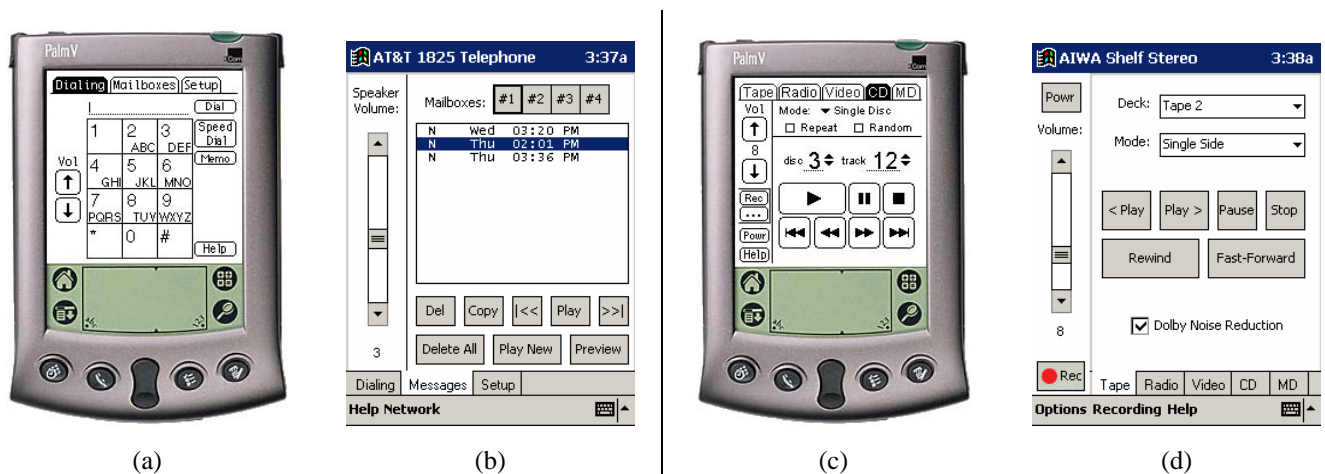 PalmV
3Com
Dialing Mailboxes Setup
Dial
1 2 ABC 3 DEF
Speed Dial
Memo
Vol
4 GHI 5 JKL 6 MNO
7 PQRS 8 TUV 9 WXYZ
* 0 #
Help
(a)
AT&T 1825 Telephone 3:37a
Speaker Volume:
Mailboxes: #1 #2 #3 #4
N Wed 03:20 PM
N Thu 02:01 PM
N Thu 03:36 PM
3
Del Copy |<< Play >>|
Delete All Play New Preview
Dialing Messages Setup
Help Network
(b)
PalmV
3Com
Tape Radio Video CD MD
Vol
8
Mode: Single Disc
Repeat Random
disc 3 track 12
Rec
...
Powr
Help
(c)
AIWA Shelf Stereo 3:38a
Powr
Volume:
8
Deck: Tape 2
Mode: Single Side
< Play Play > Pause Stop
Rewind Fast-Forward
Dolby Noise Reduction
Rec
Tape Radio Video CD MD
Options Recording Help
(d)